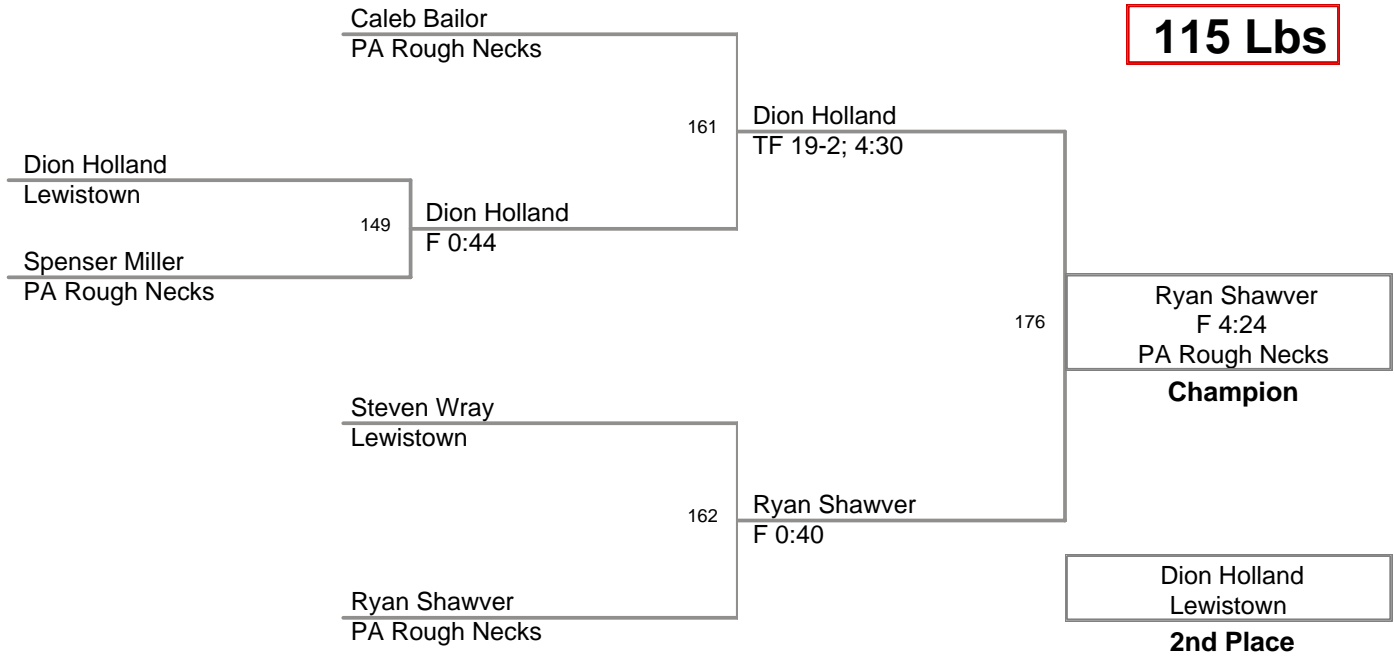 Caleb Bailor
PA Rough Necks
115 Lbs
161
Dion Holland
TF 19-2; 4:30
Dion Holland
Lewistown
149
Dion Holland
F 0:44
Spenser Miller
PA Rough Necks
176
Ryan Shawver
F 4:24
PA Rough Necks
Champion
Steven Wray
Lewistown
162
Ryan Shawver
F 0:40
Ryan Shawver
PA Rough Necks
Dion Holland
Lewistown
2nd Place